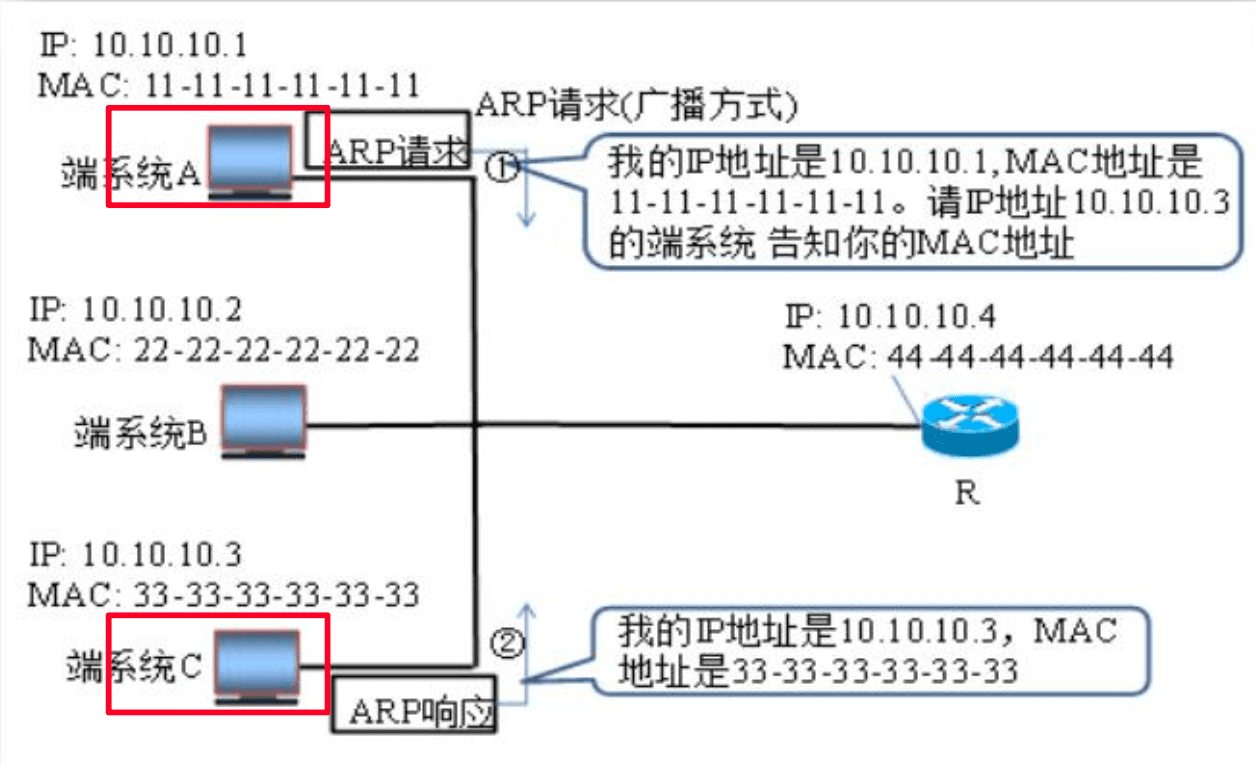 IP: 10.10.10.1
MAC: 11-11-11-11-11-11
端系统A
ARP请求
ARP请求(广播方式)
①
我的IP地址是10.10.10.1,MAC地址是
11-11-11-11-11-11。请IP地址10.10.10.3
的端系统 告知你的MAC地址
IP: 10.10.10.2
MAC: 22-22-22-22-22-22
端系统B
IP: 10.10.10.4
MAC: 44-44-44-44-44-44
R
IP: 10.10.10.3
MAC: 33-33-33-33-33-33
端系统C
ARP响应
②
我的IP地址是10.10.10.3，MAC
地址是33-33-33-33-33-33